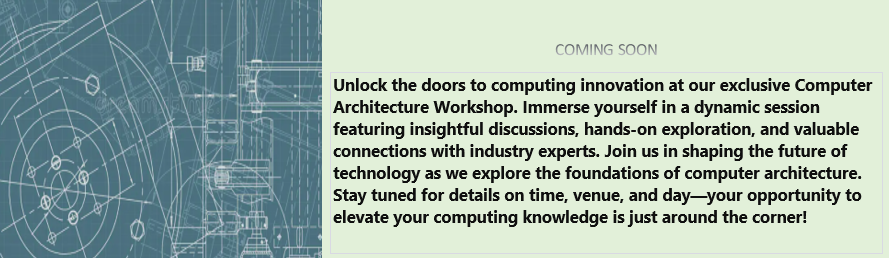 COMING SOON
Unlock the doors to computing innovation at our exclusive Computer
Architecture Workshop. Immerse yourself in a dynamic session
featuring insightful discussions, hands-on exploration, and valuable
connections with industry experts. Join us in shaping the future of
technology as we explore the foundations of computer architecture.
Stay tuned for details on time, venue, and day—your opportunity to
elevate your computing knowledge is just around the corner!